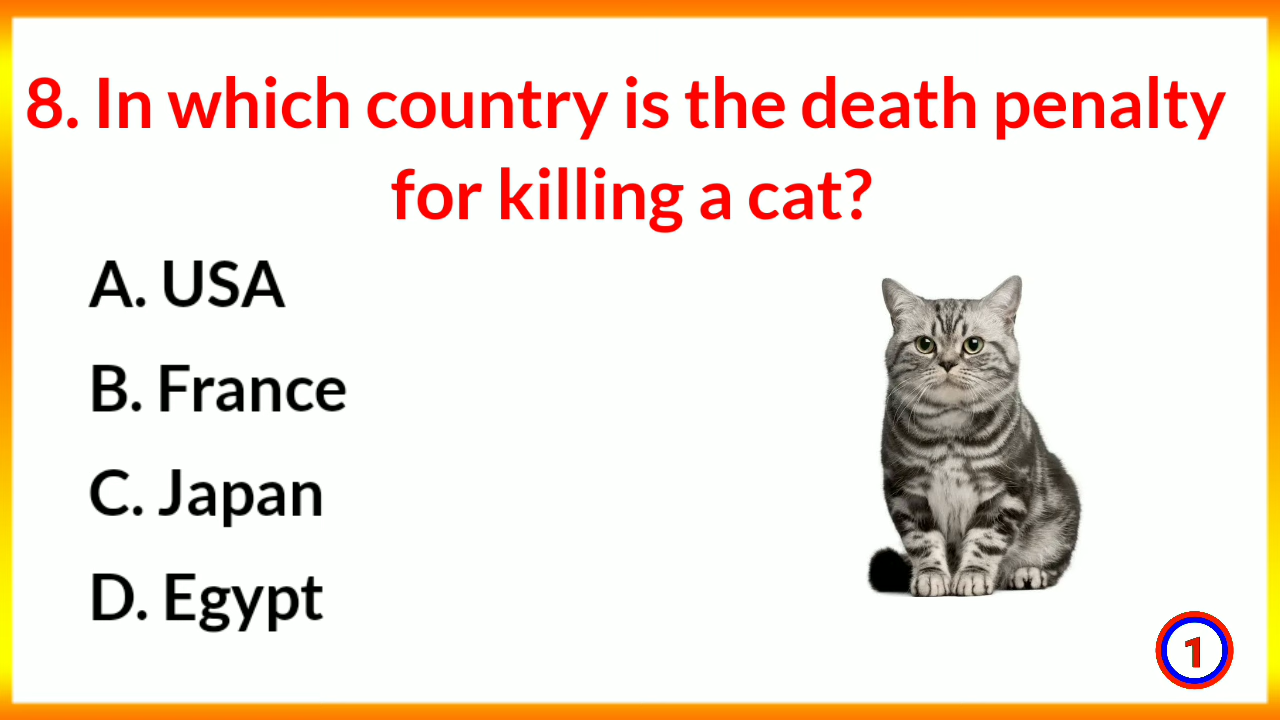 8. In which country is the death penalty
for killing a cat?
A. USA
B. France
C. Japan
D. Egypt
1